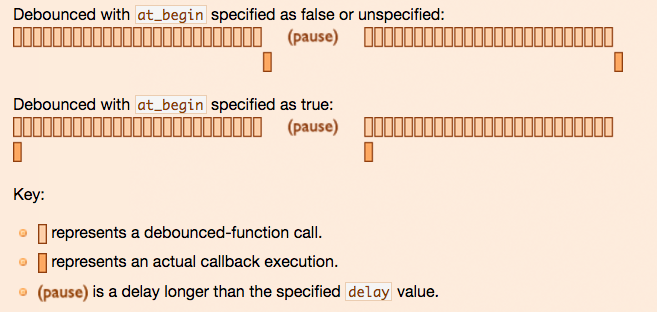 Debounced with at_begin specified as false or unspecified:
(pause)
Debounced with at_begin specified as true:
(pause)
Key:
represents a debounced-function call.
represents an actual callback execution.
(pause) is a delay longer than the specified delay value.